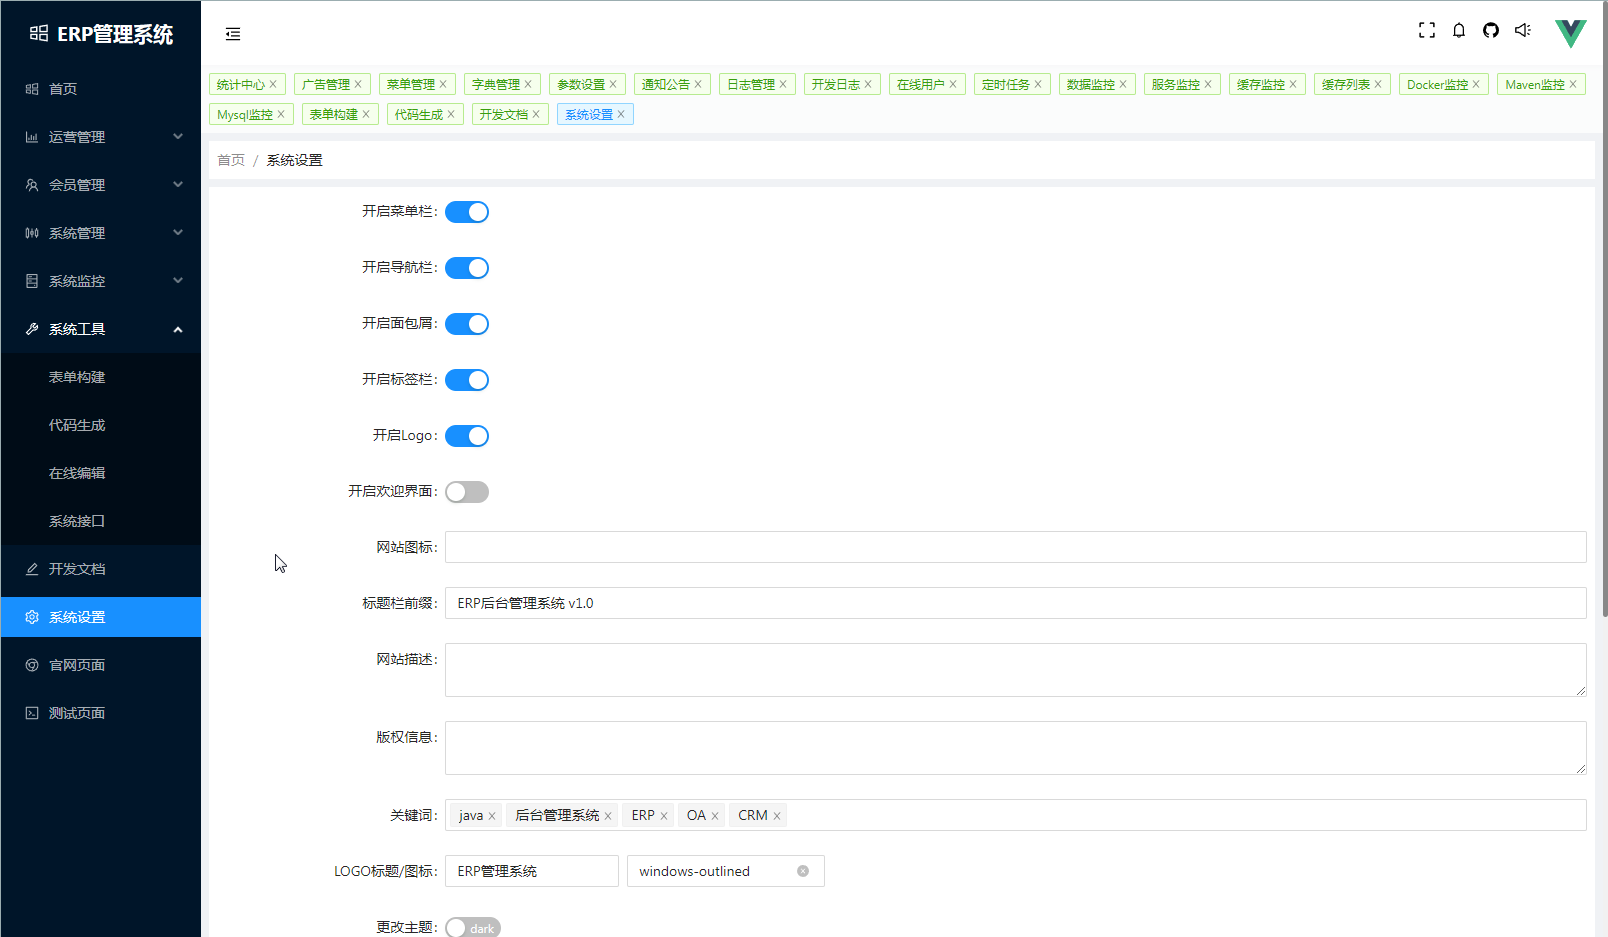 ERP管理系统
首页
运营管理
会员管理
系统管理
系统监控
系统工具
表单构建
代码生成
在线编辑
系统接口
开发文档
系统设置
官网页面
测试页面
统计中心 广告管理 菜单管理 字典管理 参数设置 通知公告 日志管理 开发日志 在线用户 定时任务 数据监控 服务监控 缓存监控 缓存列表 Docker监控 Maven监控
Mysql监控 表单构建 代码生成 开发文档 系统设置
首页 / 系统设置
开启菜单栏:
开启导航栏:
开启面包屑:
开启标签栏:
开启Logo:
开启欢迎界面:
网站图标:
标题栏前缀: ERP后台管理系统 v1.0
网站描述:
版权信息:
关键词: java 后台管理系统 ERP OA CRM
LOGO标题/图标: ERP管理系统 windows-outlined
更改主题: dark